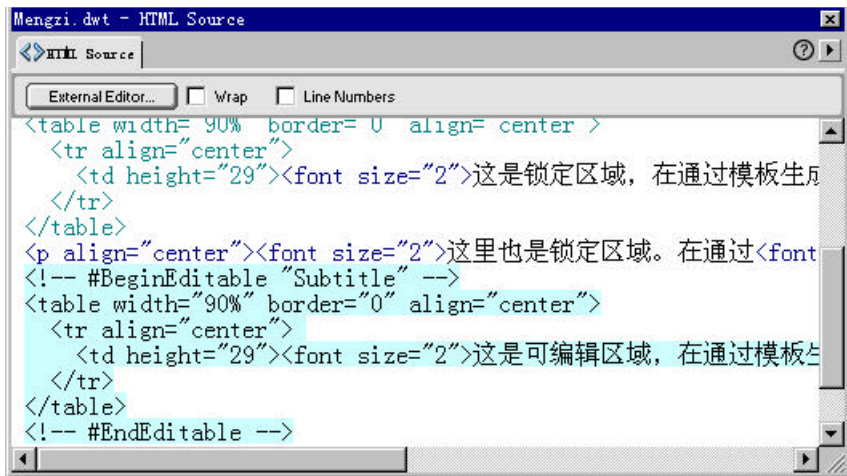 Mengzi.dwt - HTML Source
HTML Source
External Editor... Wrap Line Numbers
<table width="90%" border="0" align="center">
<tr align="center">
<td height="29"><font size="2">这是锁定区域，在通过模板生成
</tr>
</table>
<p align="center"><font size="2">这里也是锁定区域。在通过<font
<!-- #BeginEditable "Subtitle" -->
<table width="90%" border="0" align="center">
<tr align="center">
<td height="29"><font size="2">这是可编辑区域，在通过模板生
</tr>
</table>
<!-- #EndEditable -->